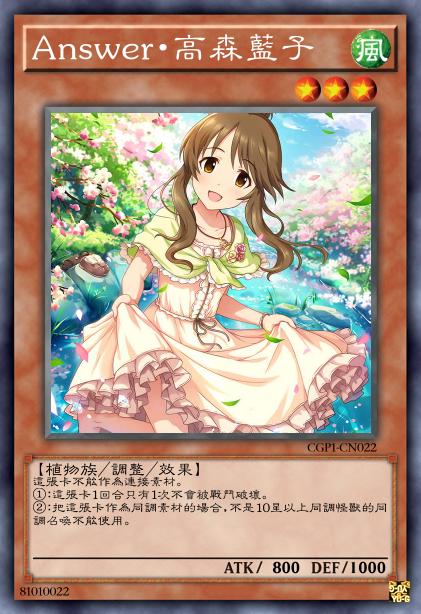 Answer·高森藍子
風
CGP1-CN022
【植物族／調整／效果】
這張卡不能作為連接素材。
①:這張卡1回合只有1次不會被戰鬥破壞。
②:把這張卡作為同調素材的場合,不是10星以上同調怪獸的同
調召喚不能使用。
ATK/ 800 DEF/1000
81010022